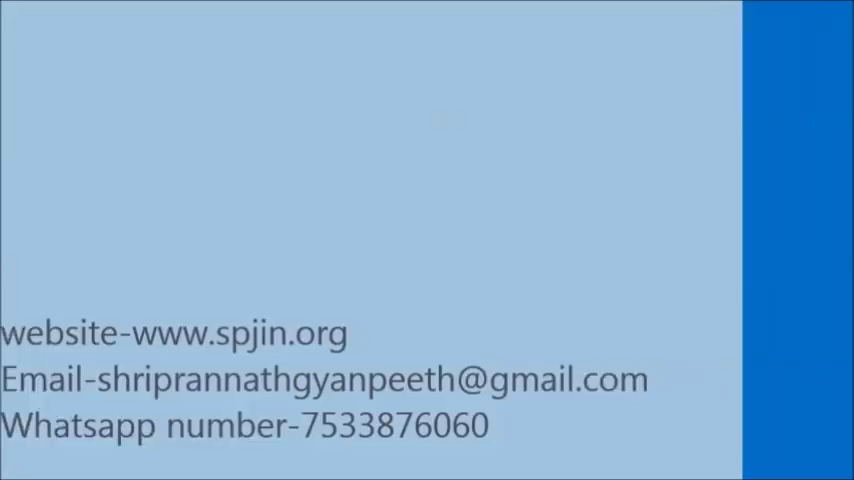 website-www.spjin.org
Email-shriprannathgyanpeeth@gmail.com
Whatsapp number-7533876060